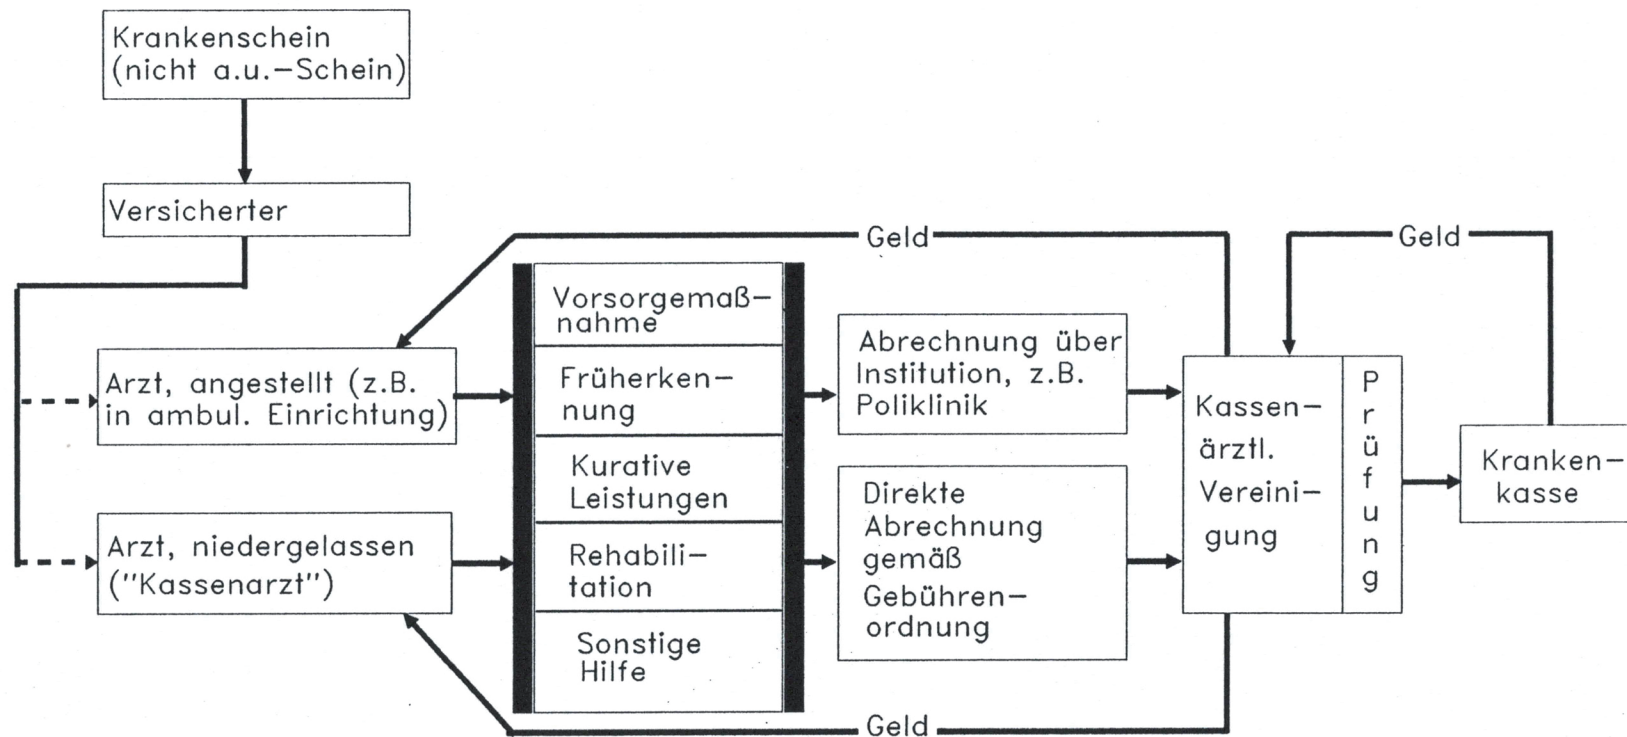 Krankenschein
(nicht a.u.–Schein)
Versicherter
Geld
Geld
Vorsorgemaß–
nahme
Abrechnung über
Institution, z.B.
Poliklinik
Arzt, angestellt (z.B.
in ambul. Einrichtung)
Früherken–
nung
Kassen–
ärztl.
Vereini–
gung
P
r
ü
f
u
n
g
Kranken–
kasse
Kurative
Leistungen
Direkte
Abrechnung
gemäß
Gebühren–
ordnung
Arzt, niedergelassen
("Kassenarzt")
Rehabili–
tation
Sonstige
Hilfe
Geld